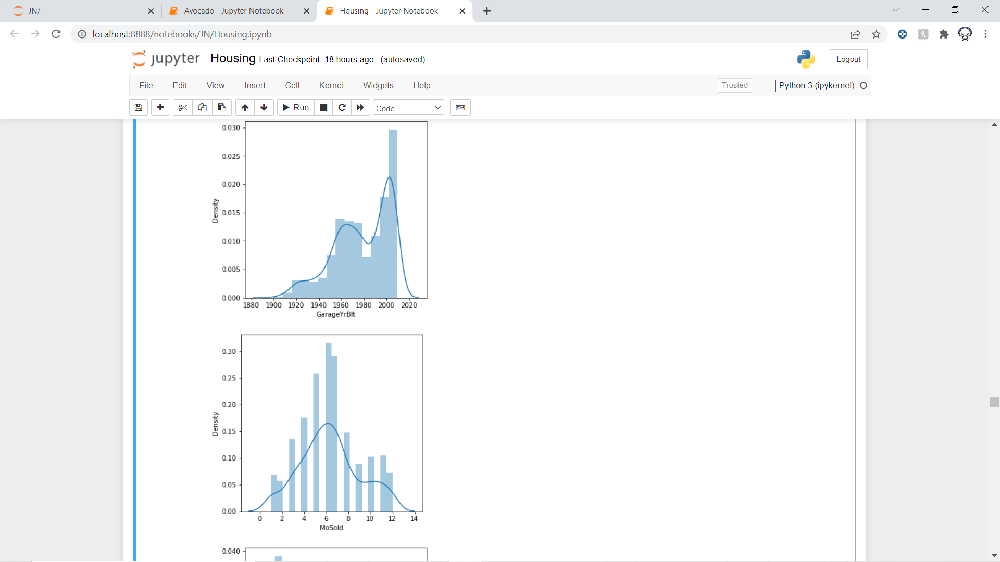 JN/
Avocado - Jupyter Notebook
Housing - Jupyter Notebook
localhost:8888/notebooks/JN/Housing.ipynb
jupyter Housing Last Checkpoint: 18 hours ago (autosaved)
Logout
File Edit View Insert Cell Kernel Widgets Help
Trusted
Python 3 (ipykernel)
Run
Code
0.030
0.025
0.020
0.015
0.010
0.005
0.000
Density
1880 1900 1920 1940 1960 1980 2000 2020
GarageYrBlt
0.30
0.25
0.20
0.15
0.10
0.05
0.00
Density
0 2 4 6 8 10 12 14
MoSold
0.040